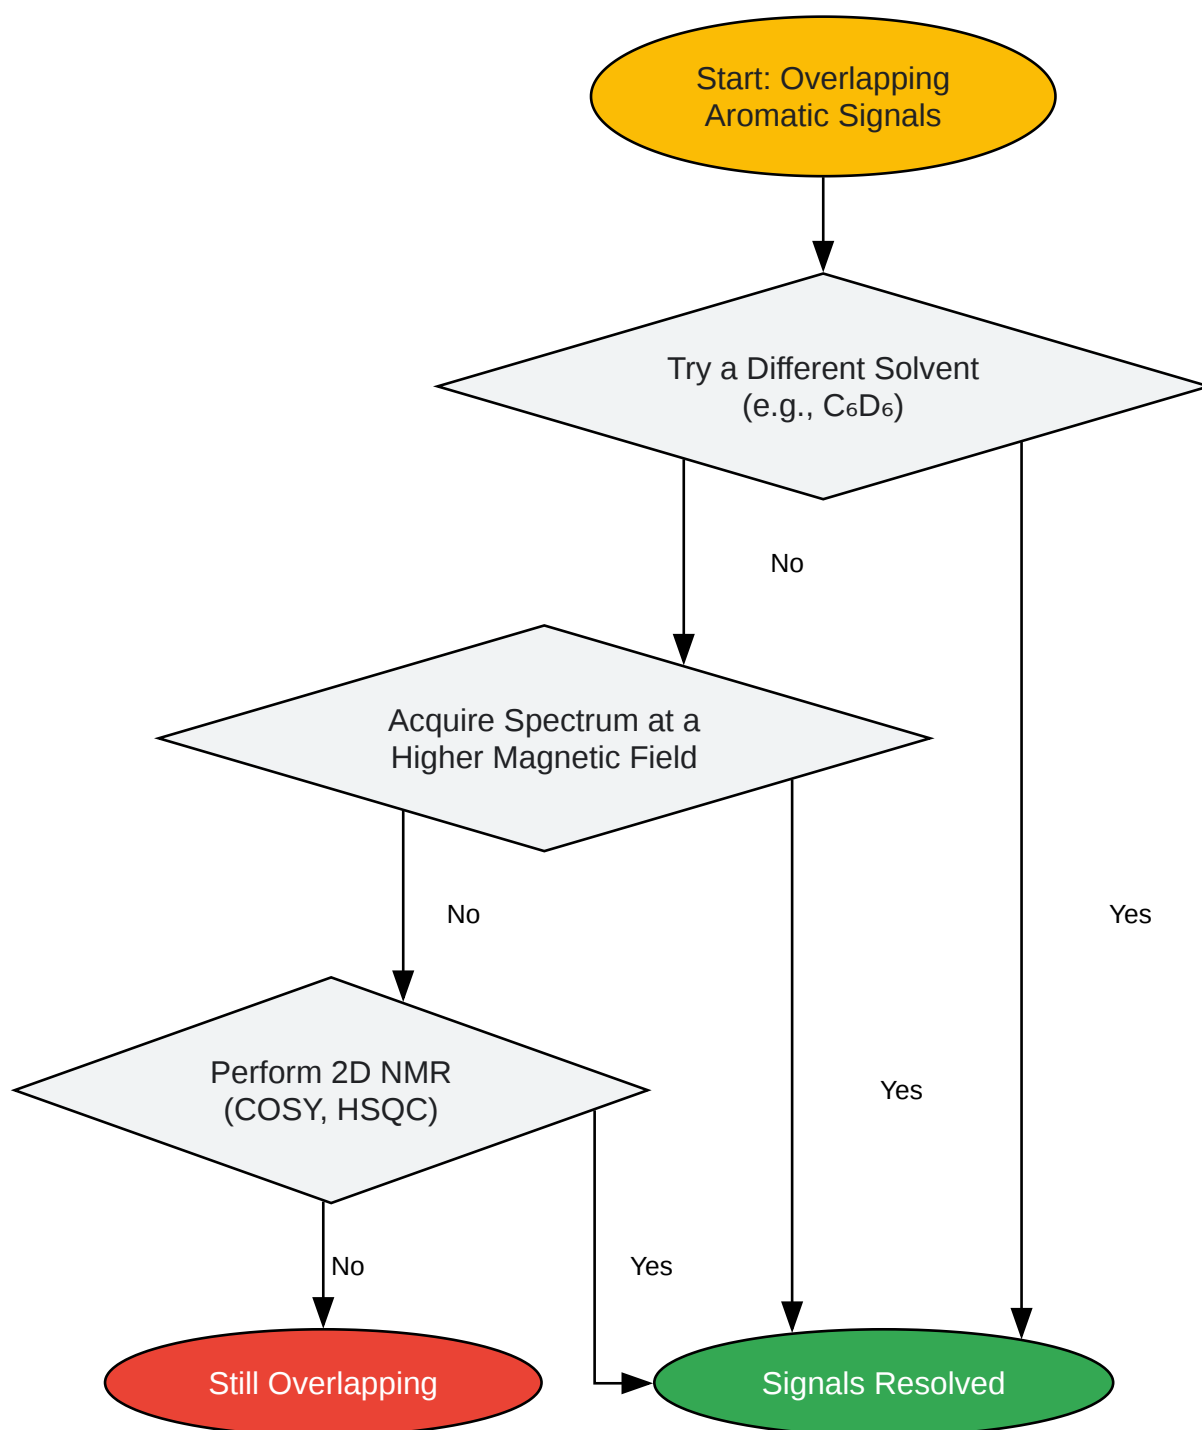 Start: Overlapping
Aromatic Signals
Try a Different Solvent
(e.g., C₆D₆)
No
Acquire Spectrum at a
Higher Magnetic Field
No
Yes
Perform 2D NMR
(COSY, HSQC)
Yes
No
Yes
Still Overlapping
Signals Resolved